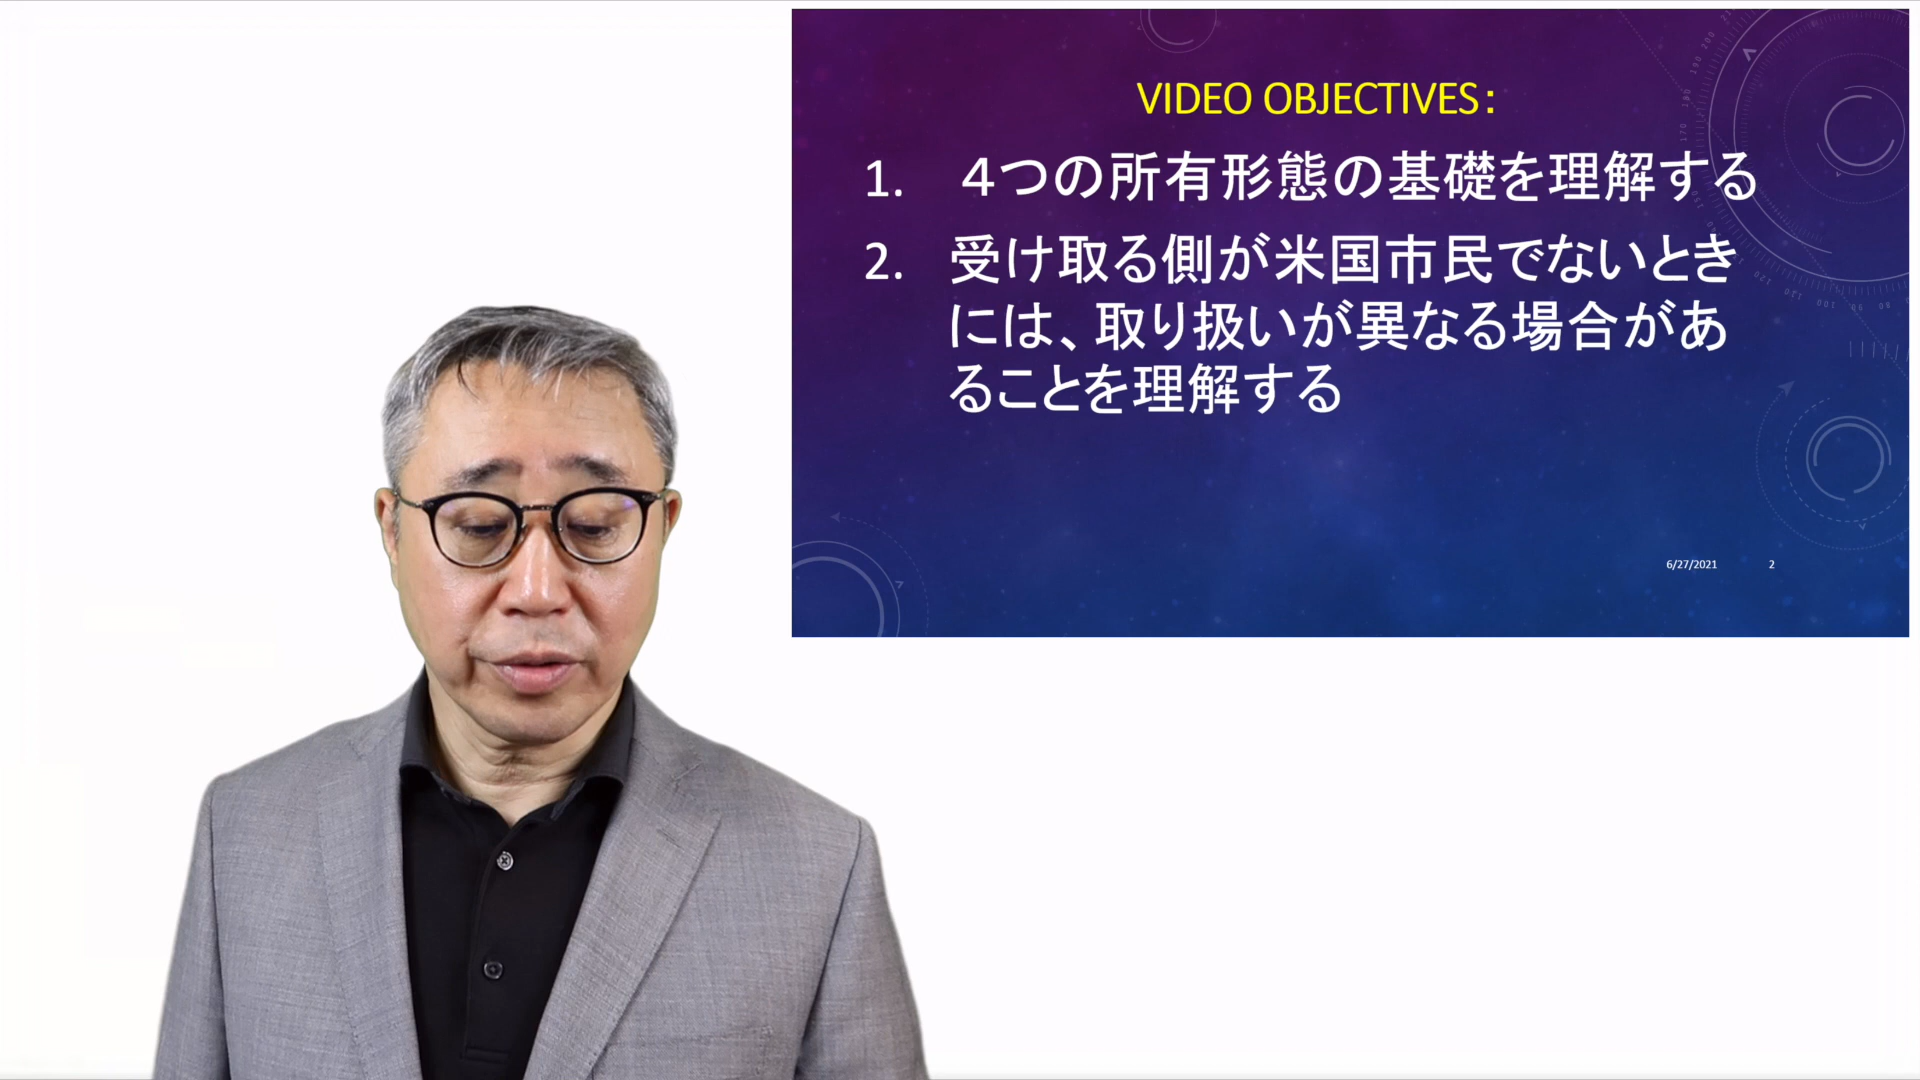 VIDEO OBJECTIVES:
1. ４つの所有形態の基礎を理解する
2. 受け取る側が米国市民でないとき
には、取り扱いが異なる場合があ
ることを理解する
6/27/2021 2